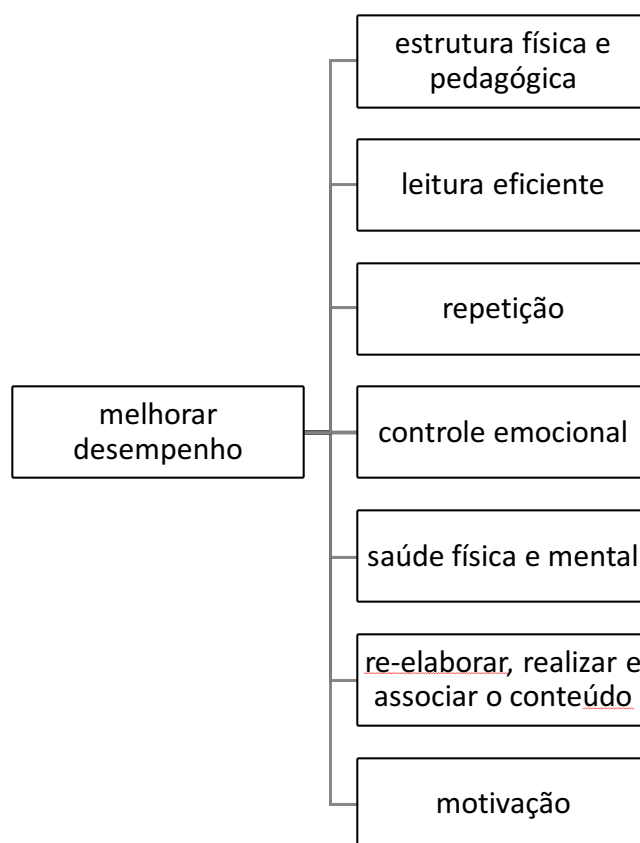 estrutura física e
pedagógica
leitura eficiente
repetição
melhorar
desempenho
controle emocional
saúde física e mental
re-elaborar, realizar e
associar o conteúdo
motivação